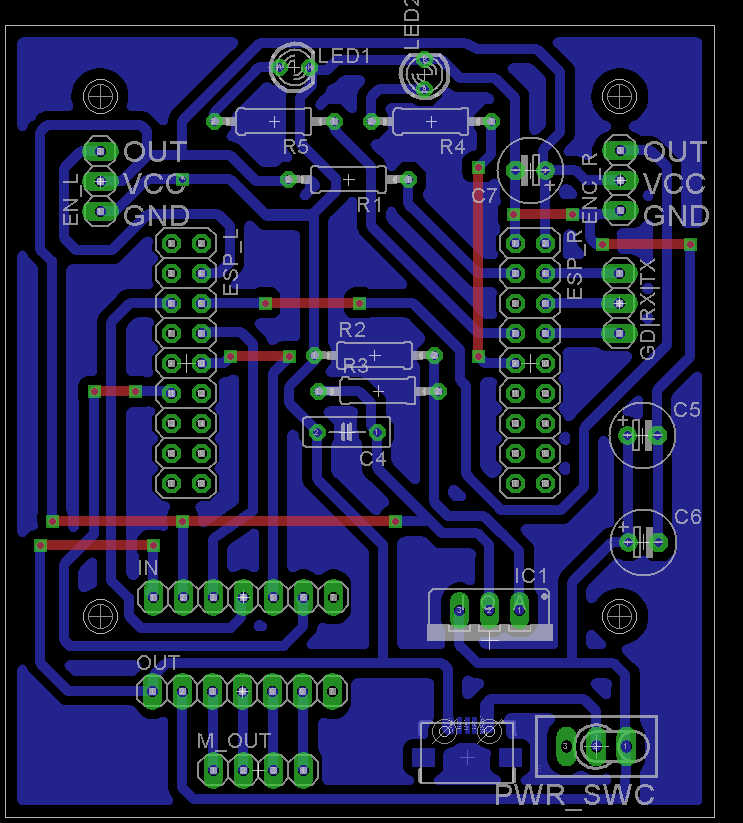 LED2
LED1
R5
R4
OUT
VCC
GND
EN_L
R1
C7
ENC_R
OUT
VCC
GND
ESP_L
ESP_R
GD|RX|TX
R2
R3
C4
C5
C6
IN
IC1
OUT
M_OUT
PWR_SWC